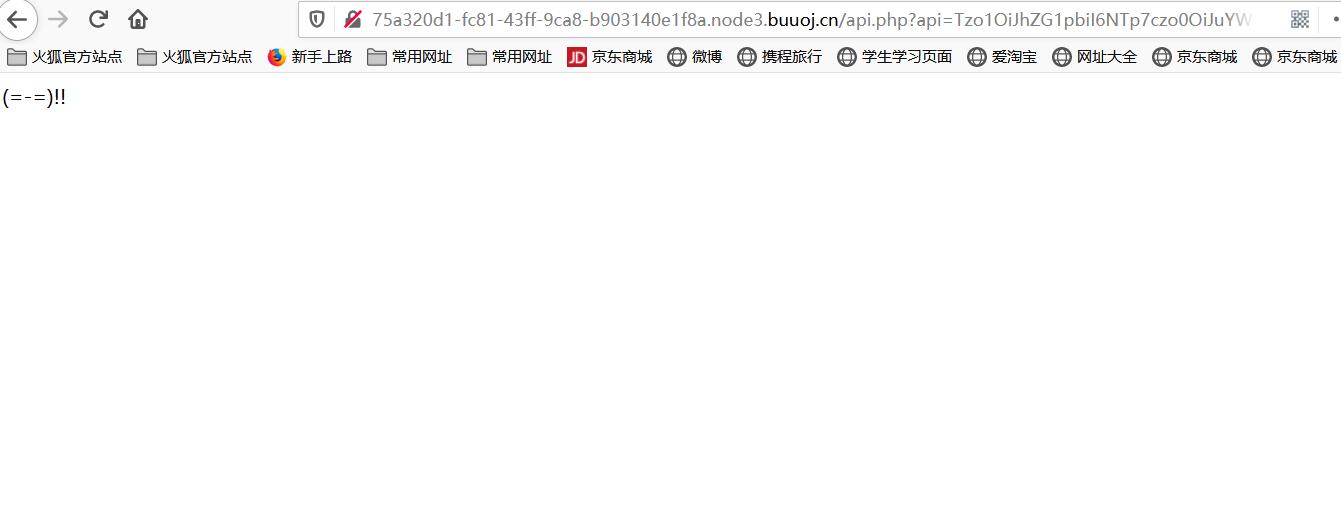 75a320d1-fc81-43ff-9ca8-b903140e1f8a.node3.buuoj.cn/api.php?api=Tzo1OiJhZG1pbiI6NTp7czo0OiJuYW
火狐官方站点 火狐官方站点 新手上路 常用网址 常用网址 JD 京东商城 微博 携程旅行 学生学习页面 爱淘宝 网址大全 京东商城 京东商城
(=-=)!!